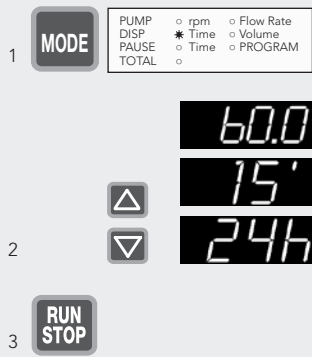 1
MODE
PUMP ○ rpm ○ Flow Rate
DISP ✷ Time ○ Volume
PAUSE ○ Time ○ PROGRAM
TOTAL ○
60.0
15'
24h
2
RUN
STOP
3